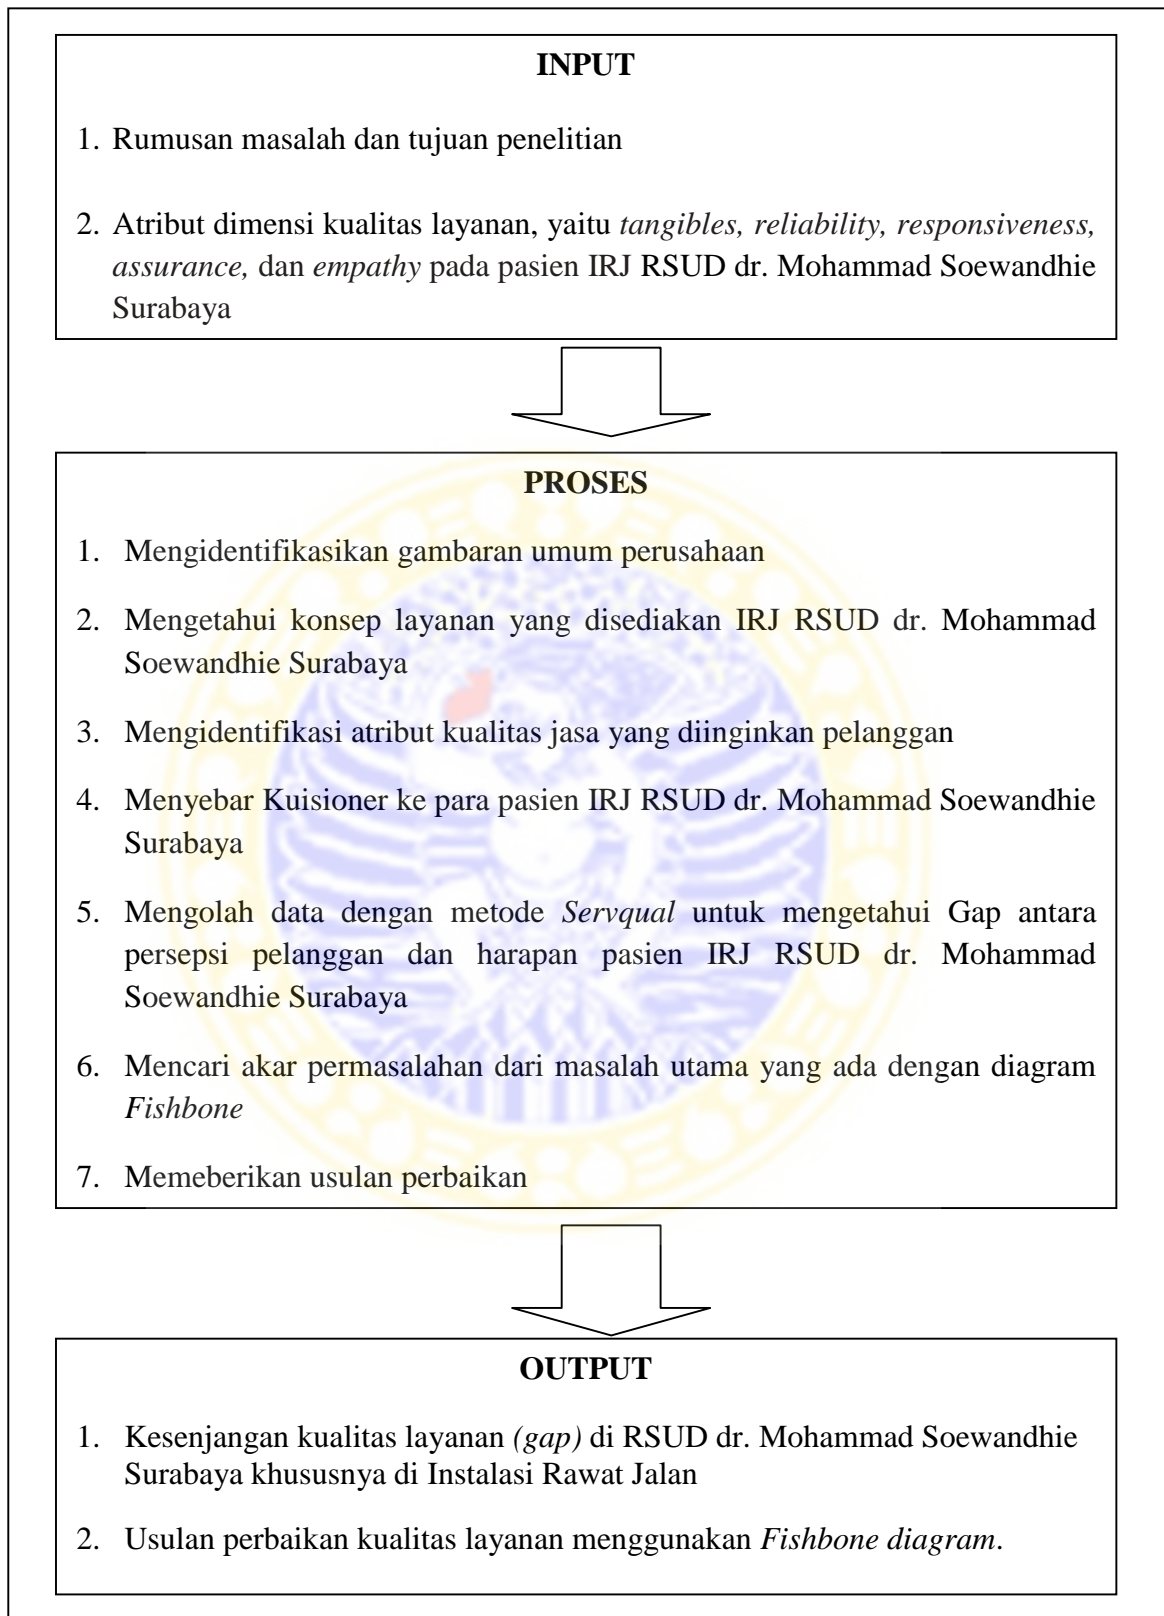 INPUT
1. Rumusan masalah dan tujuan penelitian
2. Atribut dimensi kualitas layanan, yaitu tangibles, reliability, responsiveness,
assurance, dan empathy pada pasien IRJ RSUD dr. Mohammad Soewandhie
Surabaya
PROSES
1. Mengidentifikasikan gambaran umum perusahaan
2. Mengetahui konsep layanan yang disediakan IRJ RSUD dr. Mohammad
Soewandhie Surabaya
3. Mengidentifikasi atribut kualitas jasa yang diinginkan pelanggan
4. Menyebar Kuisioner ke para pasien IRJ RSUD dr. Mohammad Soewandhie
Surabaya
5. Mengolah data dengan metode Servqual untuk mengetahui Gap antara
persepsi pelanggan dan harapan pasien IRJ RSUD dr. Mohammad
Soewandhie Surabaya
6. Mencari akar permasalahan dari masalah utama yang ada dengan diagram
Fishbone
7. Memeberikan usulan perbaikan
OUTPUT
1. Kesenjangan kualitas layanan (gap) di RSUD dr. Mohammad Soewandhie
Surabaya khususnya di Instalasi Rawat Jalan
2. Usulan perbaikan kualitas layanan menggunakan Fishbone diagram.